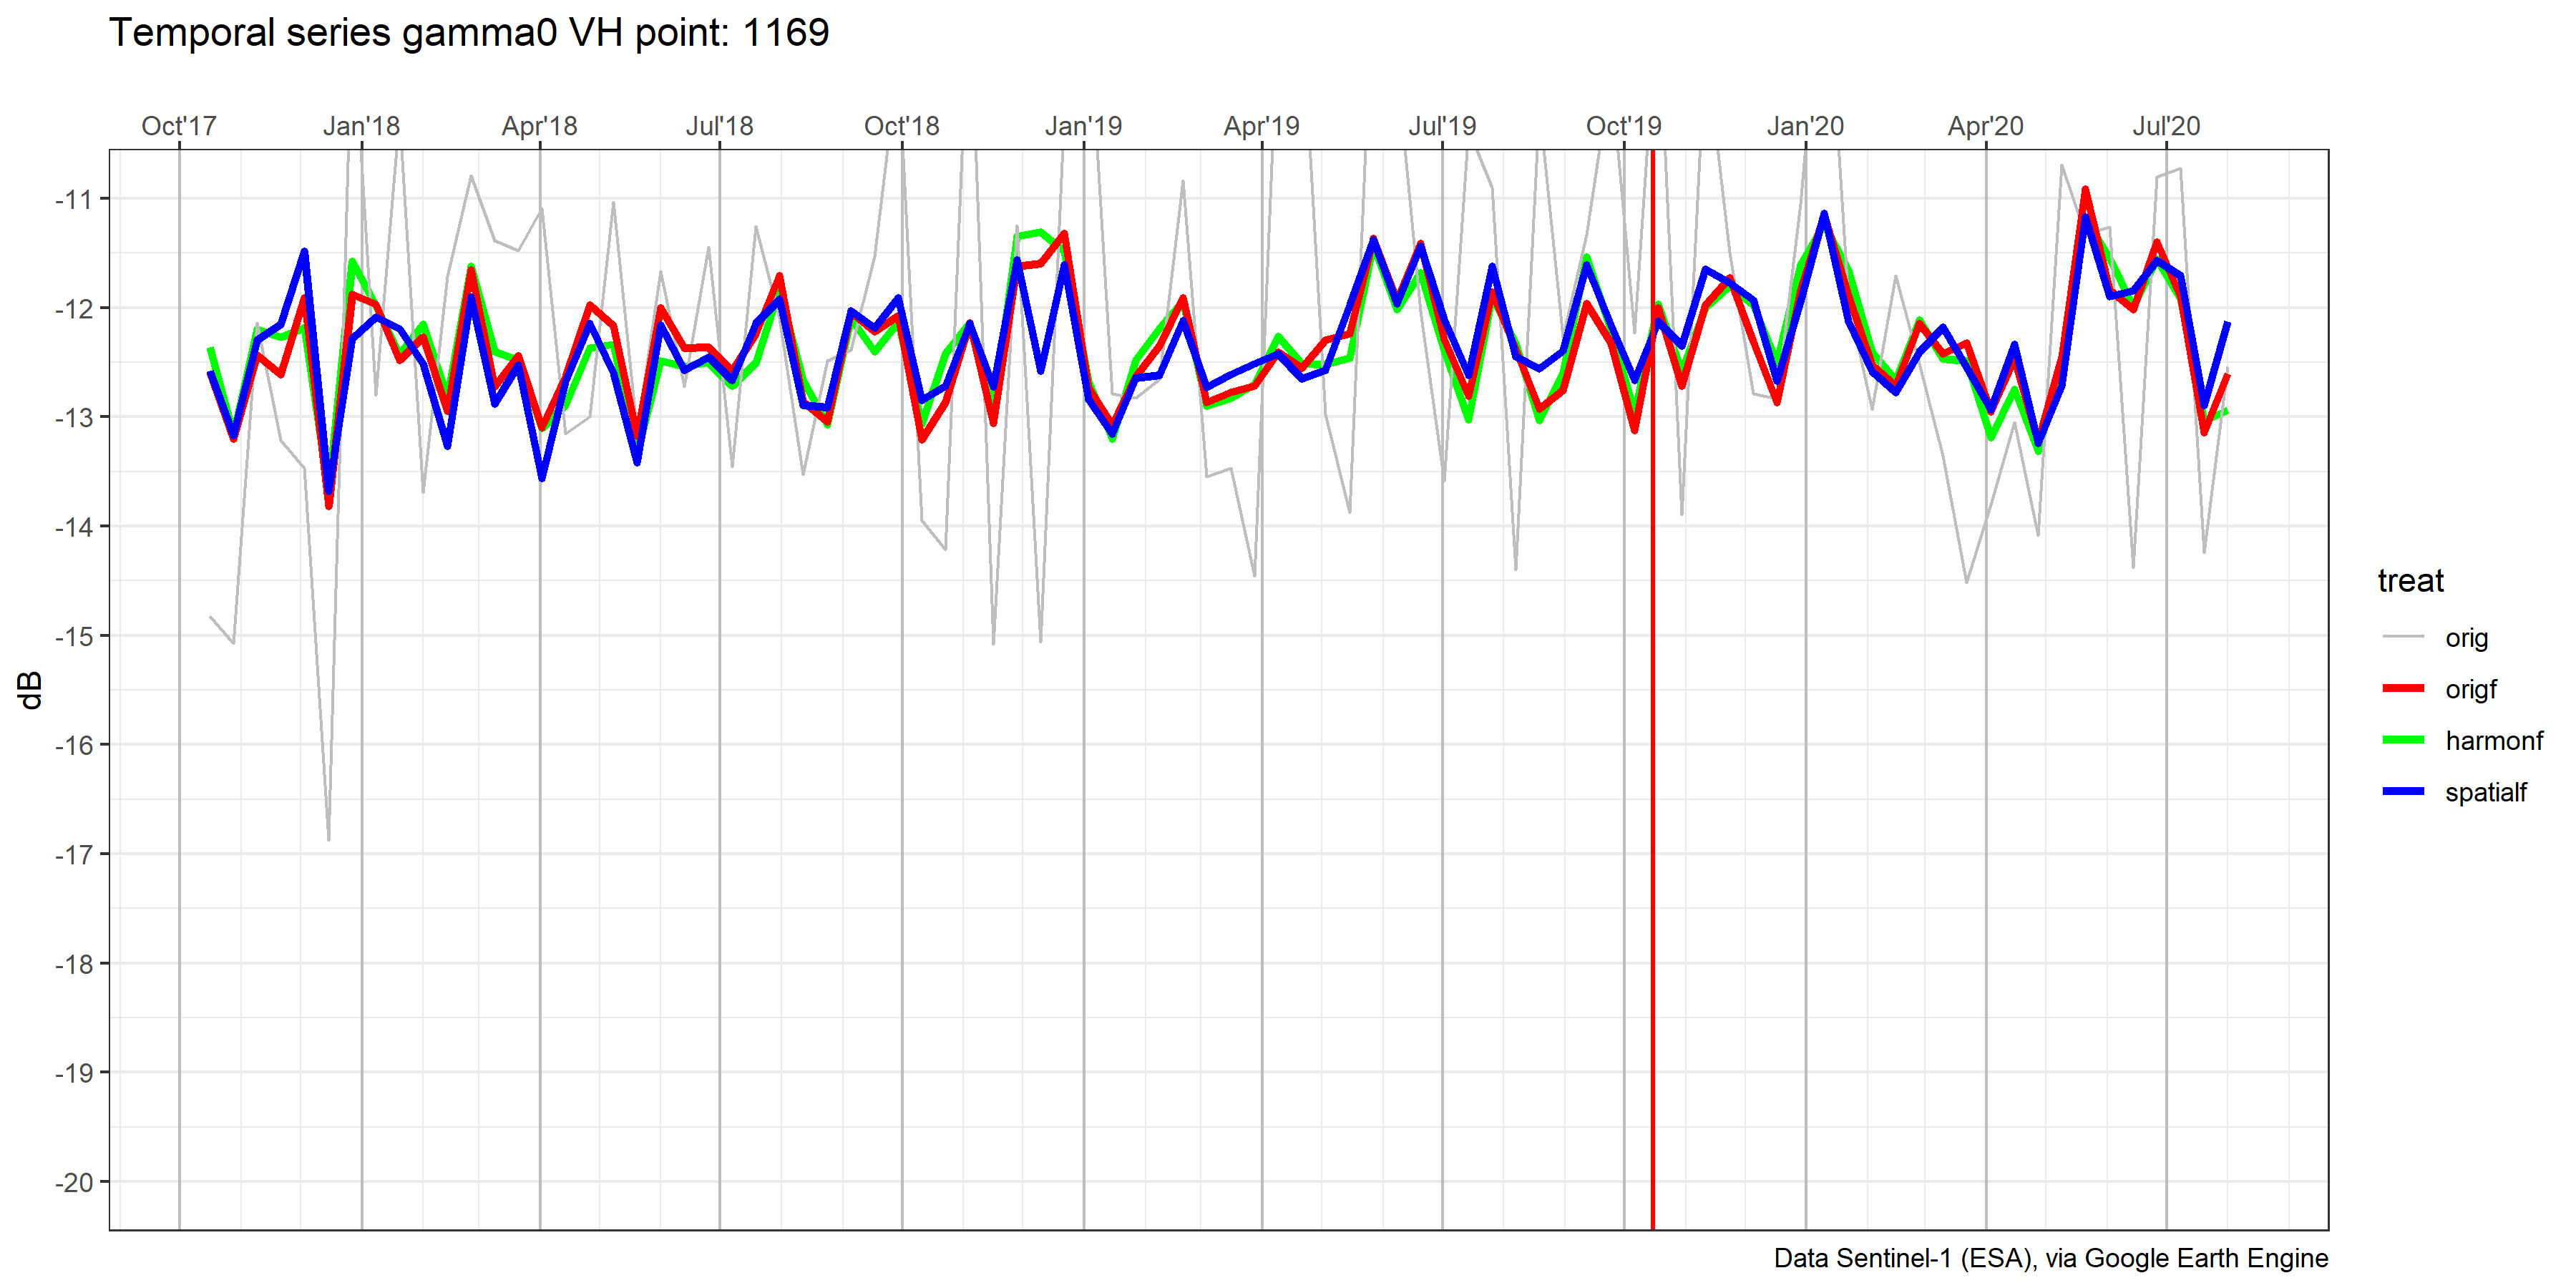 Temporal series gamma0 VH point: 1169
Oct'17 Jan'18 Apr'18 Jul'18 Oct'18 Jan'19 Apr'19 Jul'19 Oct'19 Jan'20 Apr'20 Jul'20
-11
-12
-13
-14
-15
-16
-17
-18
-19
-20
dB
treat
orig
origf
harmonf
spatialf
Data Sentinel-1 (ESA), via Google Earth Engine